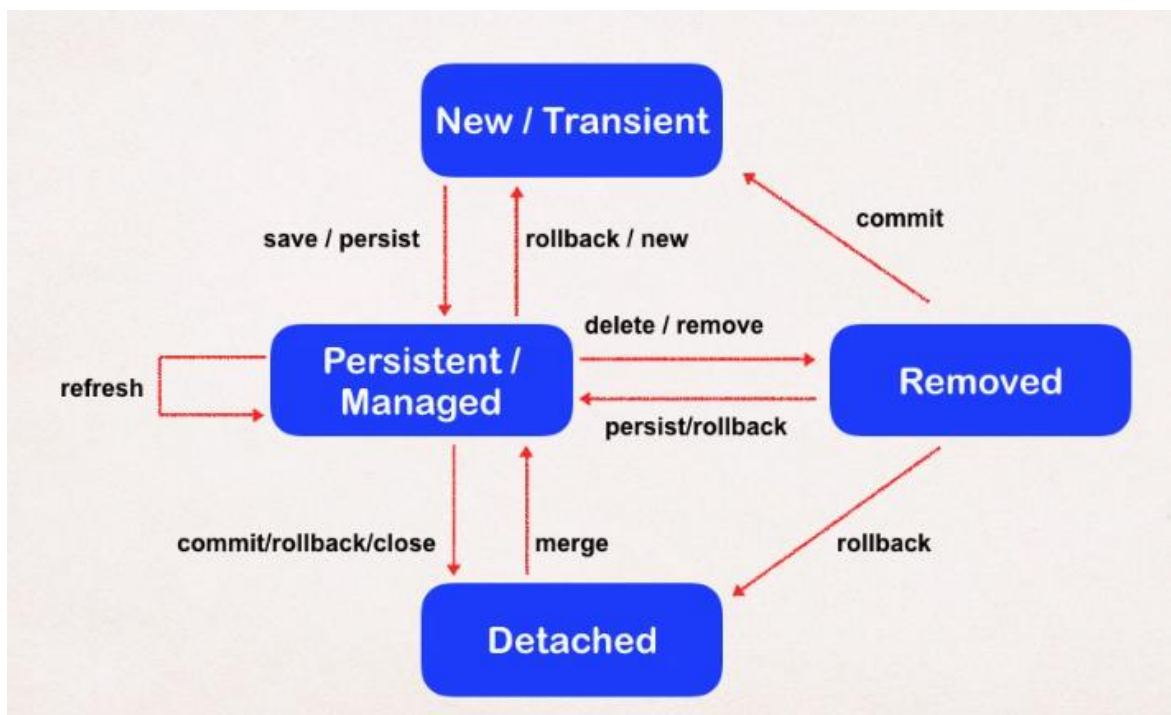 New / Transient
commit
save / persist
rollback / new
delete / remove
Persistent /
Managed
Removed
refresh
persist/rollback
commit/rollback/close
merge
rollback
Detached